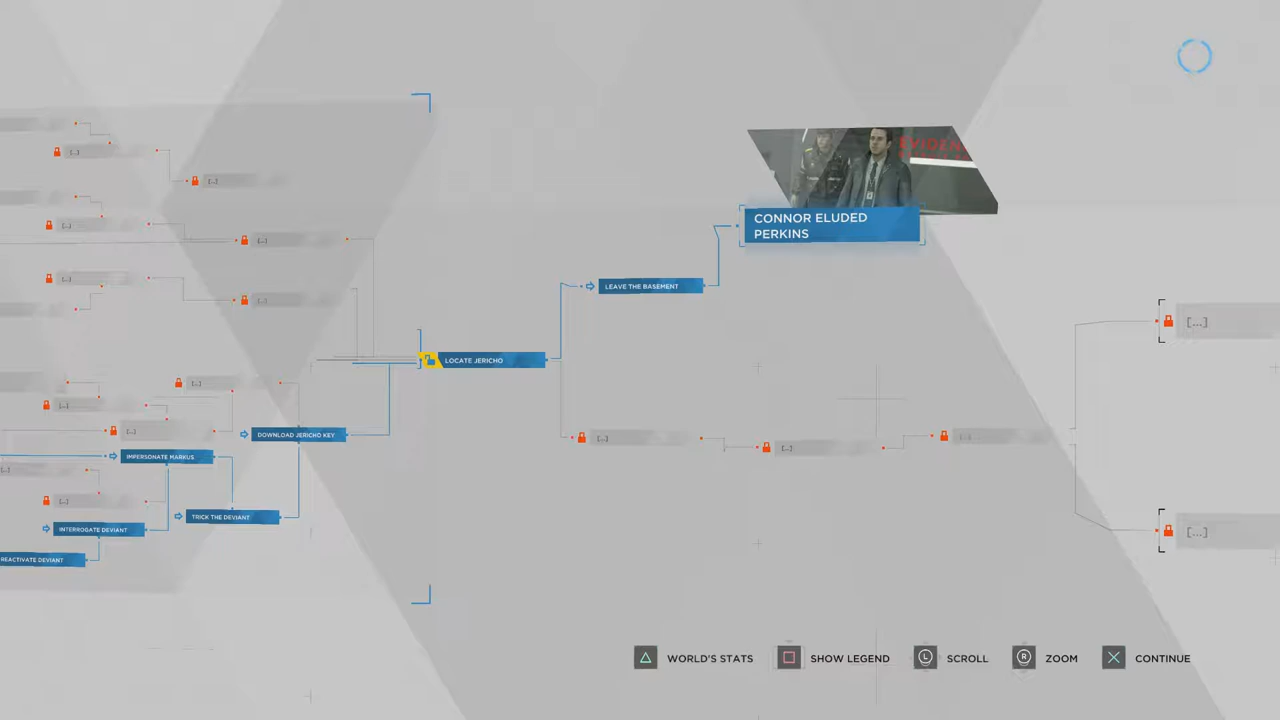 EVIDEN
CONNOR ELUDED
PERKINS
[...]
[...]
[...]
[...]
[...]
[...]
LEAVE THE BASEMENT
[...]
LOCATE JERICHO
[...]
[...]
[...]
DOWNLOAD JERICHO KEY
[...]
[...]
[...]
[...]
IMPERSONATE MARKUS
[...]
[...]
TRICK THE DEVIANT
INTERROGATE DEVIANT
[...]
REACTIVATE DEVIANT
WORLD'S STATS
SHOW LEGEND
L
SCROLL
R
ZOOM
CONTINUE